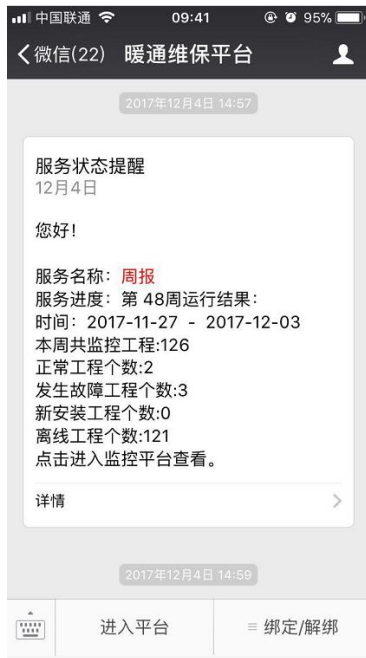 中国联通 09:41 95%
微信(22) 暖通维保平台
2017年12月4日 14:57
服务状态提醒
12月4日
您好!
服务名称：周报
服务进度：第 48周运行结果：
时间：2017-11-27 - 2017-12-03
本周共监控工程:126
正常工程个数:2
发生故障工程个数:3
新安装工程个数:0
离线工程个数:121
点击进入监控平台查看。
详情
2017年12月4日 14:59
进入平台 绑定/解绑